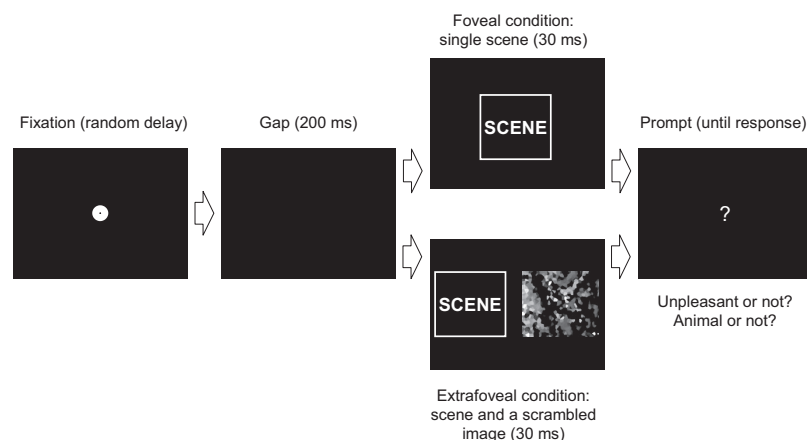 Foveal condition:
single scene (30 ms)
Fixation (random delay)
Gap (200 ms)
SCENE
Prompt (until response)
?
SCENE
Unpleasant or not?
Animal or not?
Extrafoveal condition:
scene and a scrambled
image (30 ms)